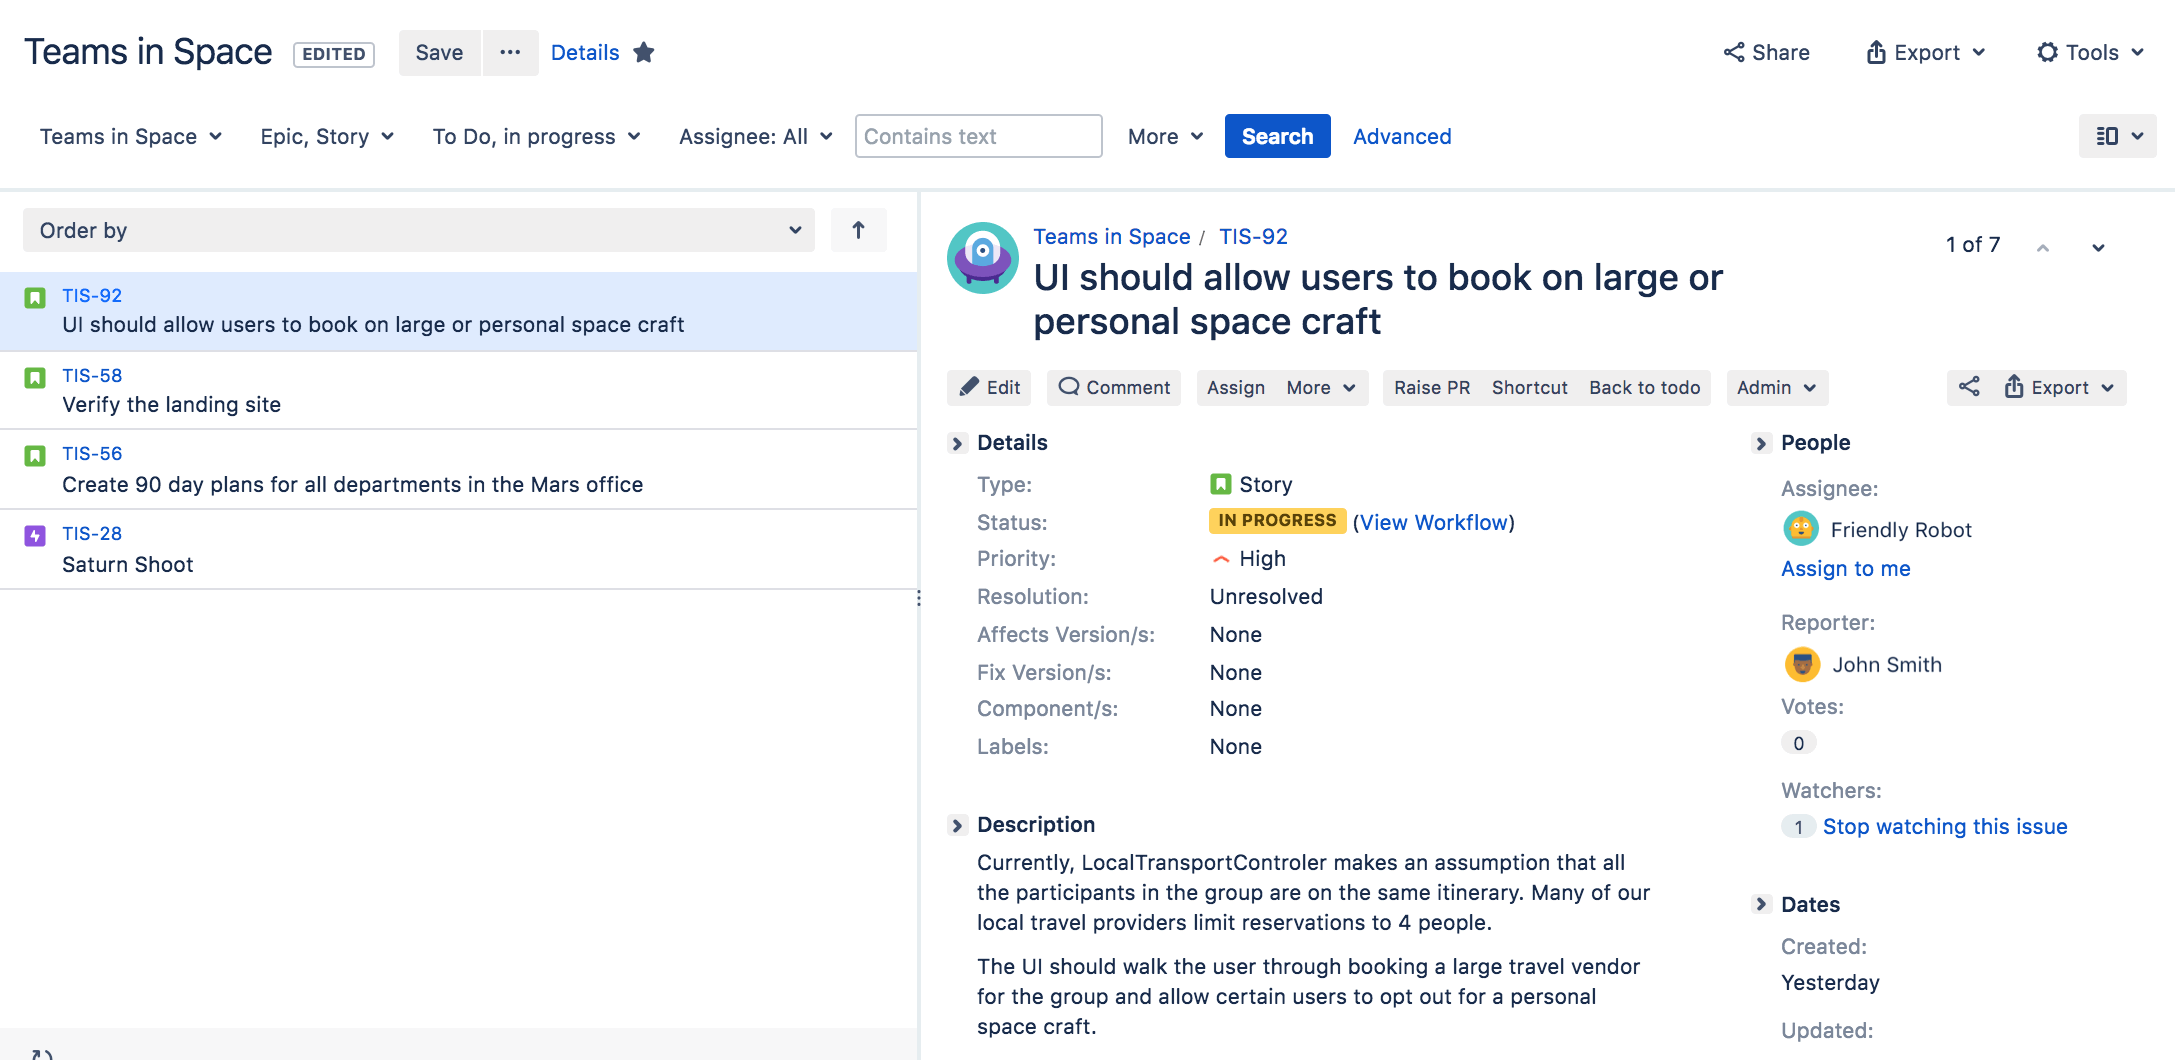 Teams in Space EDITED Save ··· Details
Share Export Tools
Teams in Space Epic, Story To Do, in progress Assignee: All Contains text More Search Advanced
Order by
TIS-92
UI should allow users to book on large or personal space craft
TIS-58
Verify the landing site
TIS-56
Create 90 day plans for all departments in the Mars office
TIS-28
Saturn Shoot
Teams in Space / TIS-92
1 of 7
UI should allow users to book on large or
personal space craft
Edit Comment Assign More Raise PR Shortcut Back to todo Admin Export
Details
Type: Story
Status: IN PROGRESS (View Workflow)
Priority: High
Resolution: Unresolved
Affects Version/s: None
Fix Version/s: None
Component/s: None
Labels: None
Description
Currently, LocalTransportControler makes an assumption that all
the participants in the group are on the same itinerary. Many of our
local travel providers limit reservations to 4 people.
The UI should walk the user through booking a large travel vendor
for the group and allow certain users to opt out for a personal
space craft.
People
Assignee:
Friendly Robot
Assign to me
Reporter:
John Smith
Votes:
0
Watchers:
1 Stop watching this issue
Dates
Created:
Yesterday
Updated: